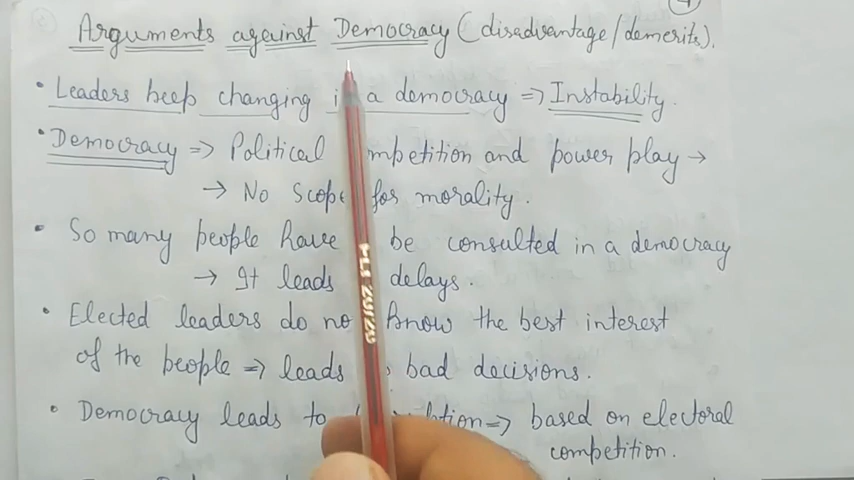 Arguments against Democracy (disadvantage/demerits).
• Leaders keep changing i a democracy => Instability.
• Democracy => Political mpetition and power play →
→ No Scope for morality.
• So many people have be consulted in a democracy
→ It leads delays.
• Elected leaders do no know the best interest
of the people => leads bad decisions.
• Democracy leads to => based on electoral
competition.